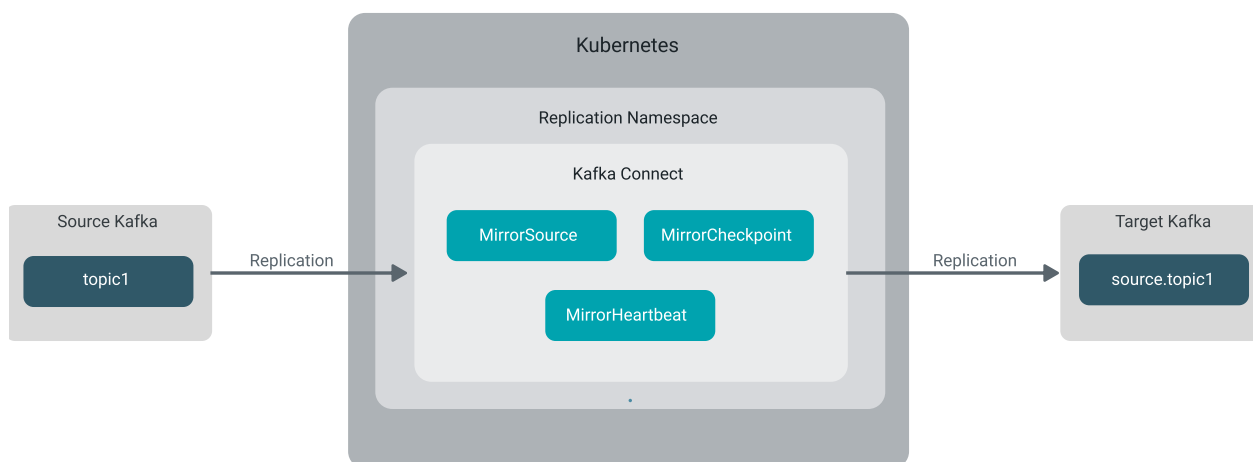 Kubernetes
Replication Namespace
Kafka Connect
Source Kafka
topic1
Replication
MirrorSource
MirrorCheckpoint
MirrorHeartbeat
Replication
Target Kafka
source.topic1